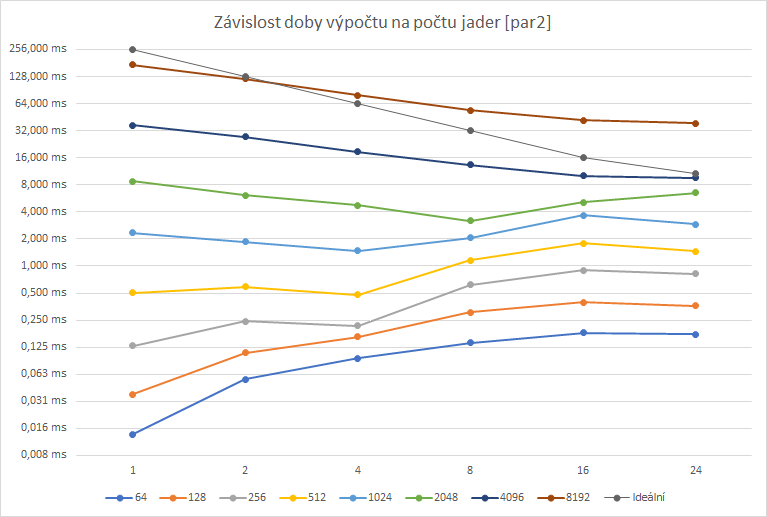 Závislost doby výpočtu na počtu jader [par2]
256,000 ms
128,000 ms
64,000 ms
32,000 ms
16,000 ms
8,000 ms
4,000 ms
2,000 ms
1,000 ms
0,500 ms
0,250 ms
0,125 ms
0,063 ms
0,031 ms
0,016 ms
0,008 ms
1 2 4 8 16 24
64 128 256 512 1024 2048 4096 8192 Ideální